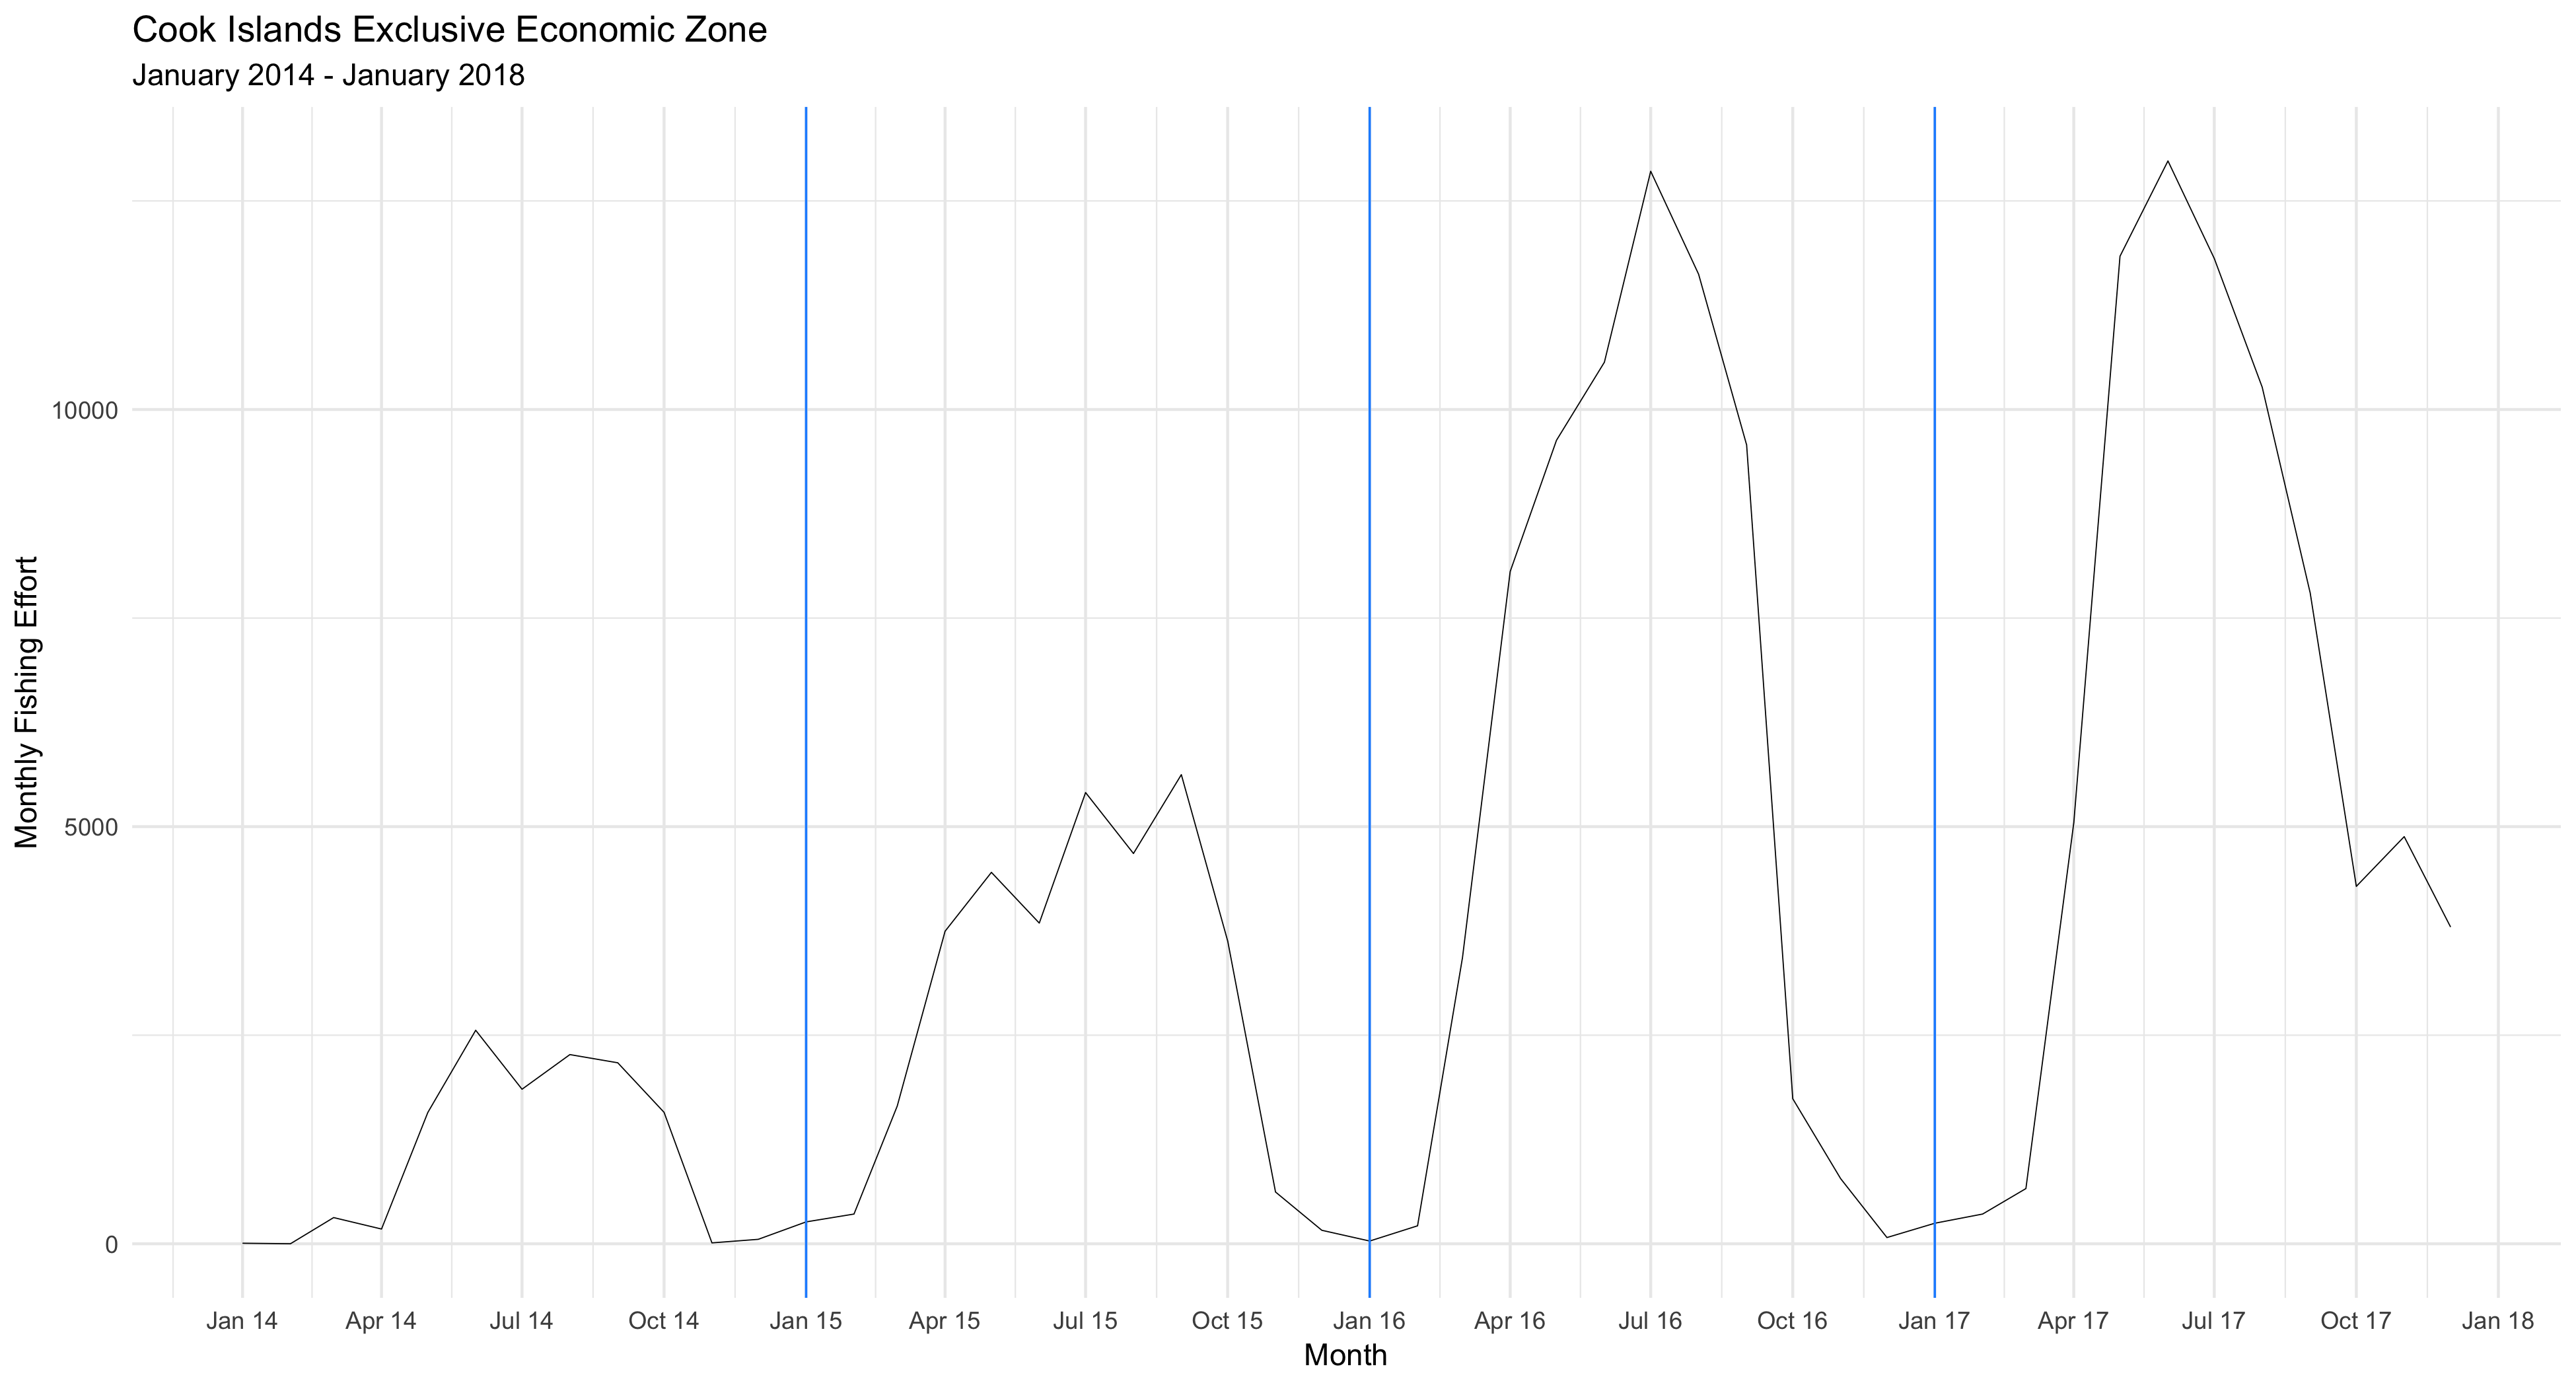 Cook Islands Exclusive Economic Zone
January 2014 - January 2018
Monthly Fishing Effort
10000
5000
0
Jan 14 Apr 14 Jul 14 Oct 14 Jan 15 Apr 15 Jul 15 Oct 15 Jan 16 Apr 16 Jul 16 Oct 16 Jan 17 Apr 17 Jul 17 Oct 17 Jan 18
Month